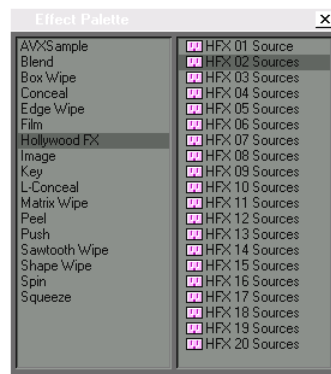 Effect Palette
AVXSample
Blend
Box Wipe
Conceal
Edge Wipe
Film
Hollywood FX
Image
Key
L-Conceal
Matrix Wipe
Peel
Push
Sawtooth Wipe
Shape Wipe
Spin
Squeeze
HFX 01 Source
HFX 02 Sources
HFX 03 Sources
HFX 04 Sources
HFX 05 Sources
HFX 06 Sources
HFX 07 Sources
HFX 08 Sources
HFX 09 Sources
HFX 10 Sources
HFX 11 Sources
HFX 12 Sources
HFX 13 Sources
HFX 14 Sources
HFX 15 Sources
HFX 16 Sources
HFX 17 Sources
HFX 18 Sources
HFX 19 Sources
HFX 20 Sources